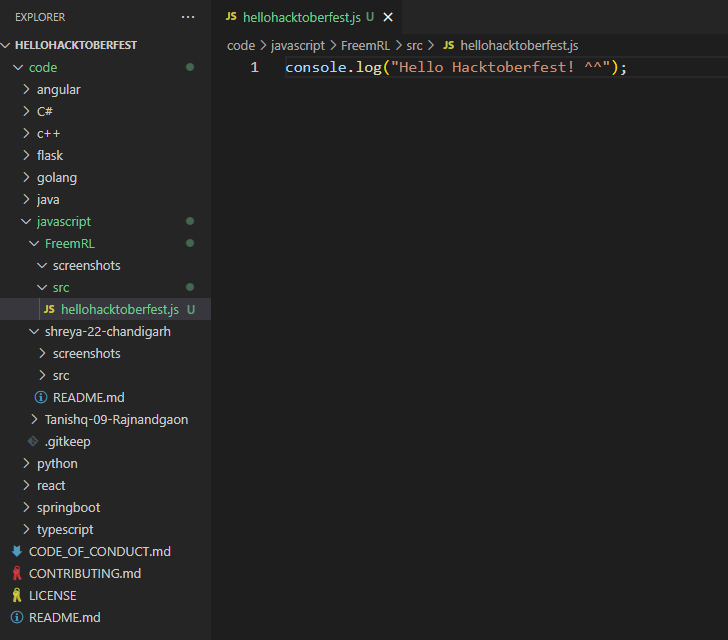 EXPLORER ...
HELLOHACKTOBERFEST
code
angular
C#
c++
flask
golang
java
javascript
FreemRL
screenshots
src
JS hellohacktoberfest.js U
shreya-22-chandigarh
screenshots
src
README.md
Tanishq-09-Rajnandgaon
.gitkeep
python
react
springboot
typescript
CODE_OF_CONDUCT.md
CONTRIBUTING.md
LICENSE
README.md
JS hellohacktoberfest.js U
code > javascript > FreemRL > src > JS hellohacktoberfest.js
1 console.log("Hello Hacktoberfest! ^^");